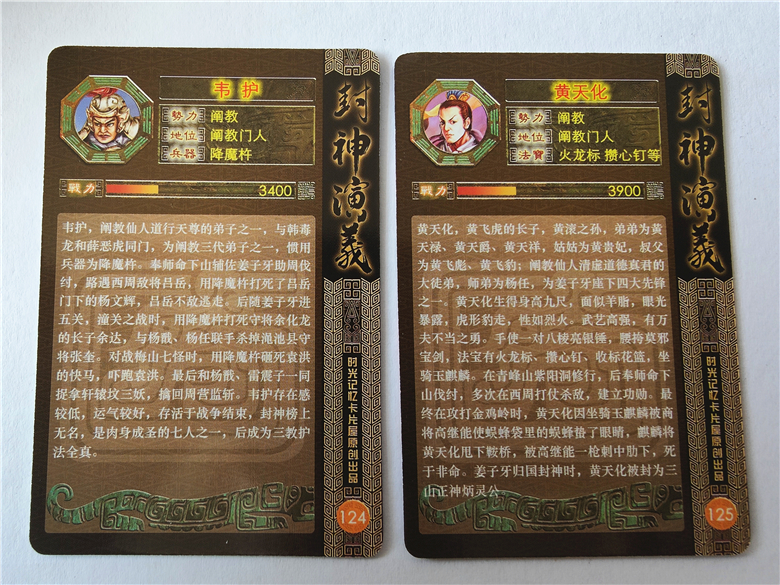 韦护
勢力 阐教
地位 阐教门人
兵器 降魔杵
戰力 3400
韦护，阐教仙人道行天尊的弟子之一，与韩毒
龙和薛恶虎同门，为阐教三代弟子之一，惯用
兵器为降魔杵。奉师命下山辅佐姜子牙助周伐
纣，路遇西周敌将吕岳，用降魔杵打死了吕岳
门下的杨文辉，吕岳不敌逃走。后随姜子牙进
五关，潼关之战时，用降魔杵打死守将余化龙
的长子余达，与杨戬、杨任联手杀掉渑池县守
将张奎。对战梅山七怪时，用降魔杵砸死袁洪
的快马，吓跑袁洪。最后和杨戬、雷震子一同
捉拿轩辕坟三妖，擒回周营监斩。韦护存在感
较低，运气较好，存活于战争结束，封神榜上
无名，是肉身成圣的七人之一，后成为三教护
法全真。
封神演義
时光记忆卡片屋原创出品
124
黄天化
勢力 阐教
地位 阐教门人
法寶 火龙标 攒心钉等
戰力 3900
黄天化，黄飞虎的长子，黄滚之孙，弟弟为黄
天禄、黄天爵、黄天祥，姑姑为黄贵妃，叔父
为黄飞彪、黄飞豹；阐教仙人清虚道德真君的
大徒弟，师弟为杨任，为姜子牙座下四大先锋
之一。黄天化生得身高九尺，面似羊脂，眼光
暴露，虎形豹走，性如烈火。武艺高强，有万
夫不当之勇。手使一对八棱亮银锤，腰挎莫邪
宝剑，法宝有火龙标、攒心钉、收标花篮，坐
骑玉麒麟。在青峰山紫阳洞修行，后奉师命下
山伐纣，多次在西周打仗杀敌，建立功勋。最
终在攻打金鸡岭时，黄天化因坐骑玉麒麟被商
将高继能使蜈蜂袋里的蜈蜂蛰了眼睛，麒麟将
黄天化甩下鞍桥，被高继能一枪刺中肋下，死
于非命。姜子牙归国封神时，黄天化被封为三
山正神炳灵公
封神演義
时光记忆卡片屋原创出品
125